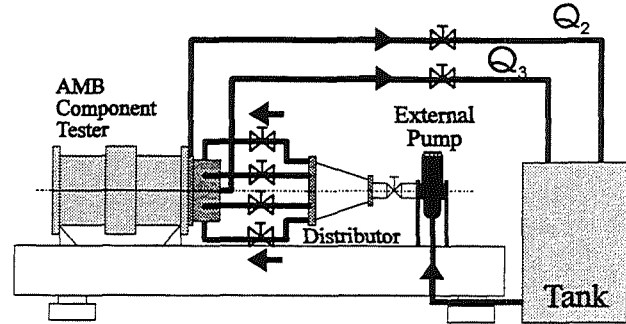 Q2
Q3
AMB
Component
Tester
External
Pump
Distributor
Tank